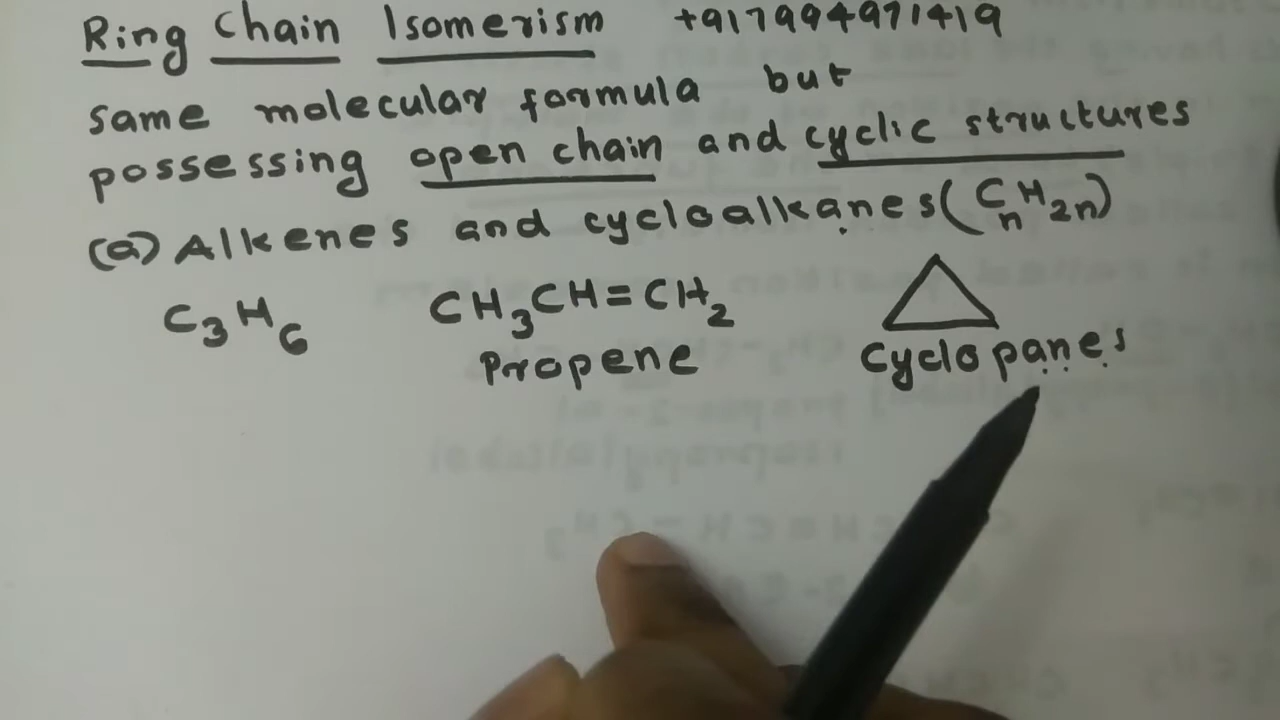 Ring Chain Isomerism +917994971419
same molecular formula but
possessing open chain and cyclic structures
(a) Alkenes and cycloalkanes (CnH2n)
C3H6 CH3CH=CH2
Propene Cyclopanes